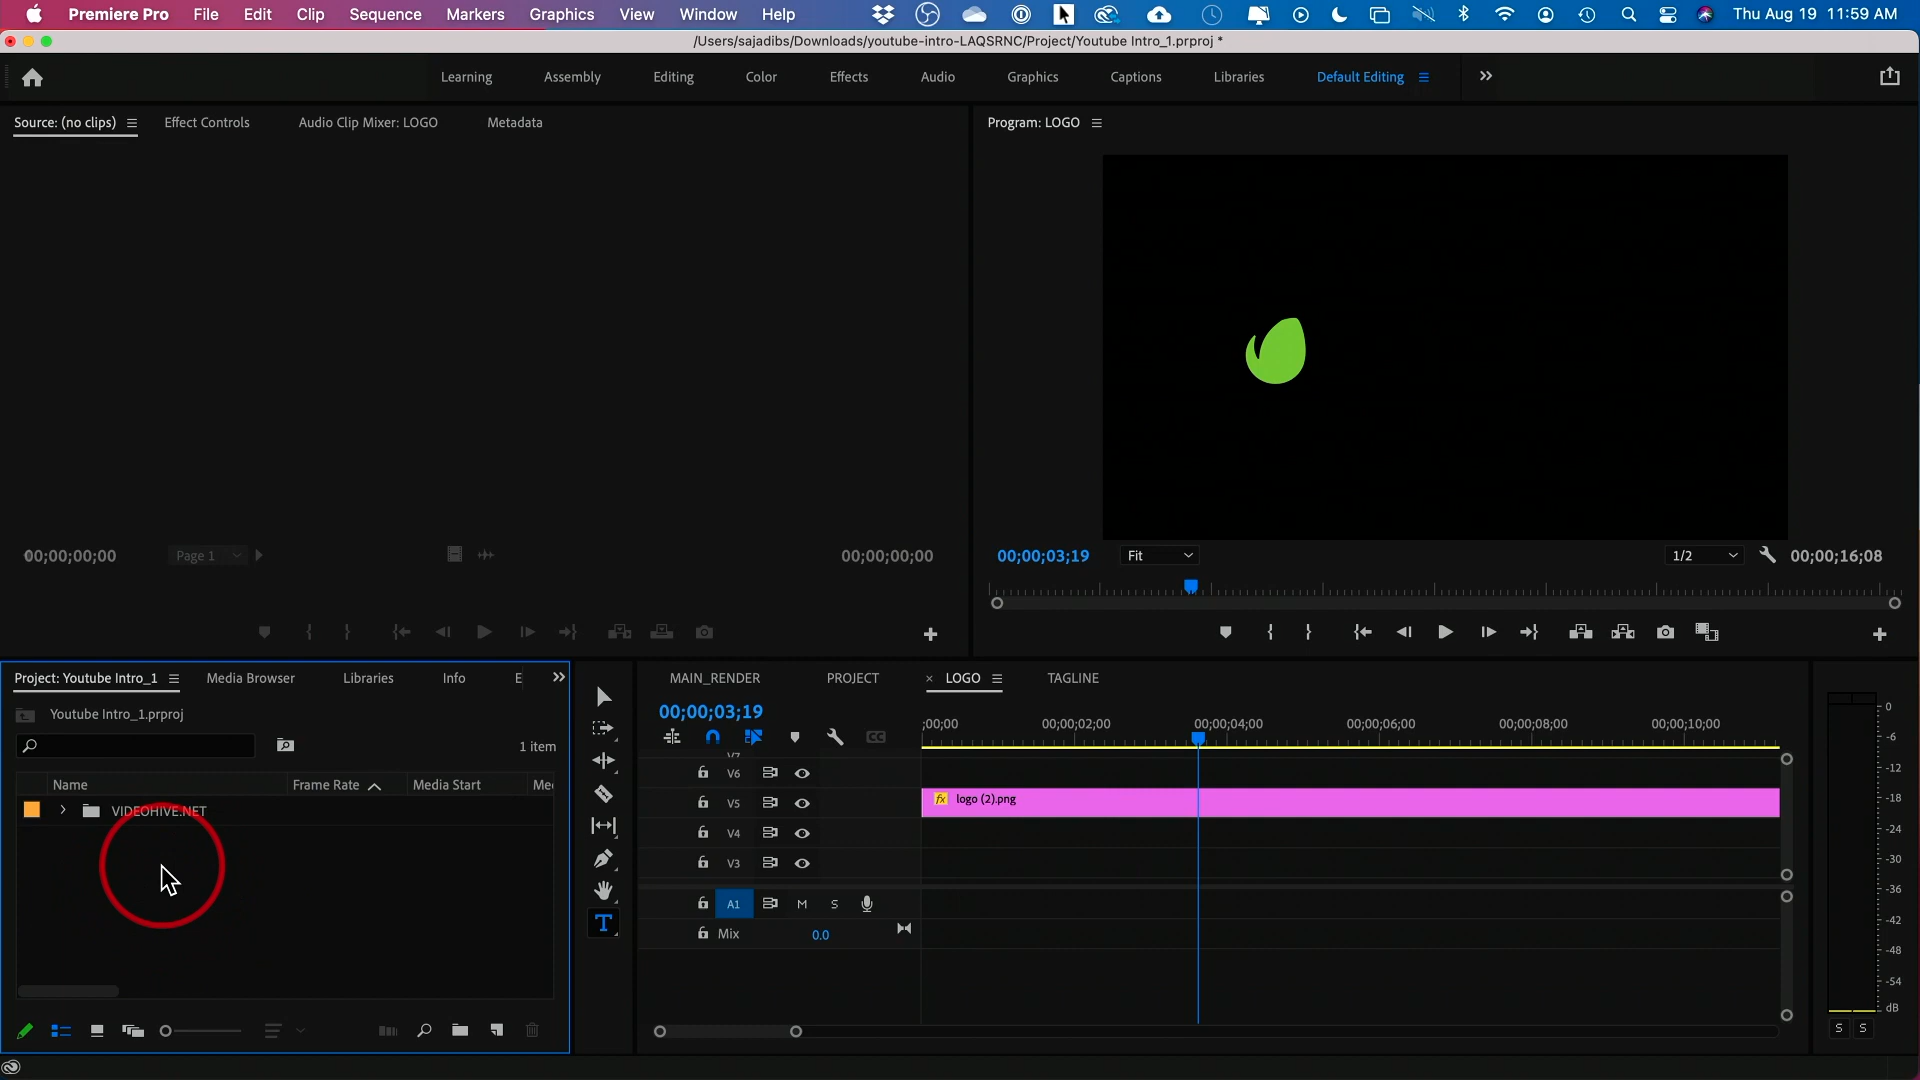 Premiere Pro File Edit Clip Sequence Markers Graphics View Window Help Thu Aug 19 11:59 AM
/Users/sajadibs/Downloads/youtube-intro-LAQSRNC/Project/Youtube Intro_1.prproj *
Learning Assembly Editing Color Effects Audio Graphics Captions Libraries Default Editing
Source: (no clips) Effect Controls Audio Clip Mixer: LOGO Metadata
Program: LOGO
00;00;00;00 Page 1 00;00;00;00
00;00;03;19 Fit 1/2 00;00;16;08
Project: Youtube Intro_1 Media Browser Libraries Info E
Youtube Intro_1.prproj
1 item
Name Frame Rate Media Start Me
VIDEOHIVE.NET
MAIN_RENDER PROJECT × LOGO TAGLINE
00;00;03;19
;00;00 00;00;02;00 00;00;04;00 00;00;06;00 00;00;08;00 00;00;10;00
CC
V7
V6
V5 fx logo (2).png
V4
V3
A1 M S
Mix 0.0
0
-6
-12
-18
-24
-30
-36
-42
-48
-54
dB
S S
T